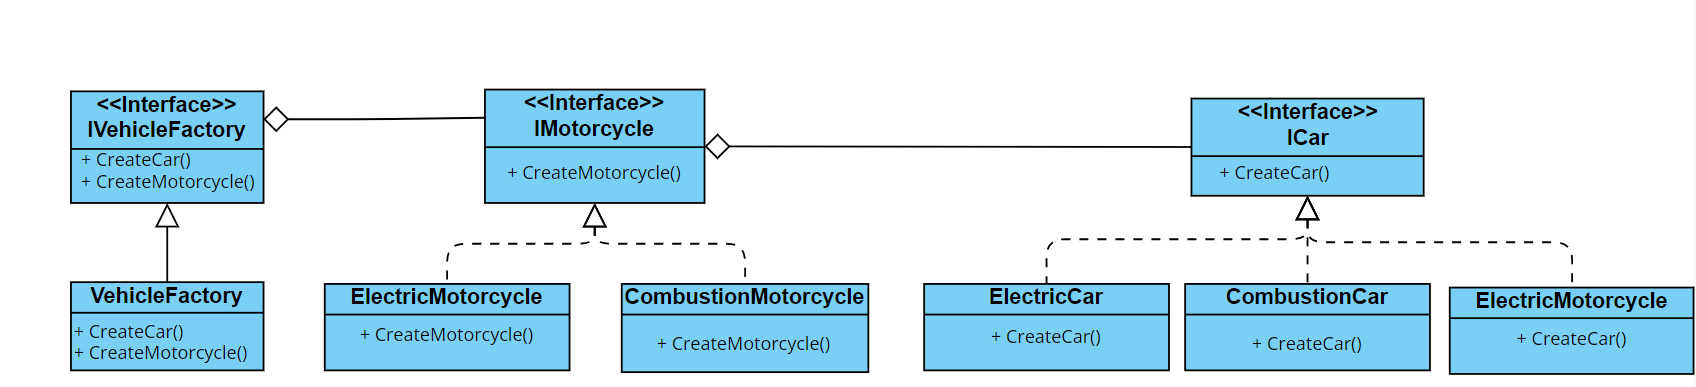 <<Interface>>
IVehicleFactory
+ CreateCar()
+ CreateMotorcycle()
<<Interface>>
IMotorcycle
+ CreateMotorcycle()
<<Interface>>
ICar
+ CreateCar()
VehicleFactory
+ CreateCar()
+ CreateMotorcycle()
ElectricMotorcycle
+ CreateMotorcycle()
CombustionMotorcycle
+ CreateMotorcycle()
ElectricCar
+ CreateCar()
CombustionCar
+ CreateCar()
ElectricMotorcycle
+ CreateCar()